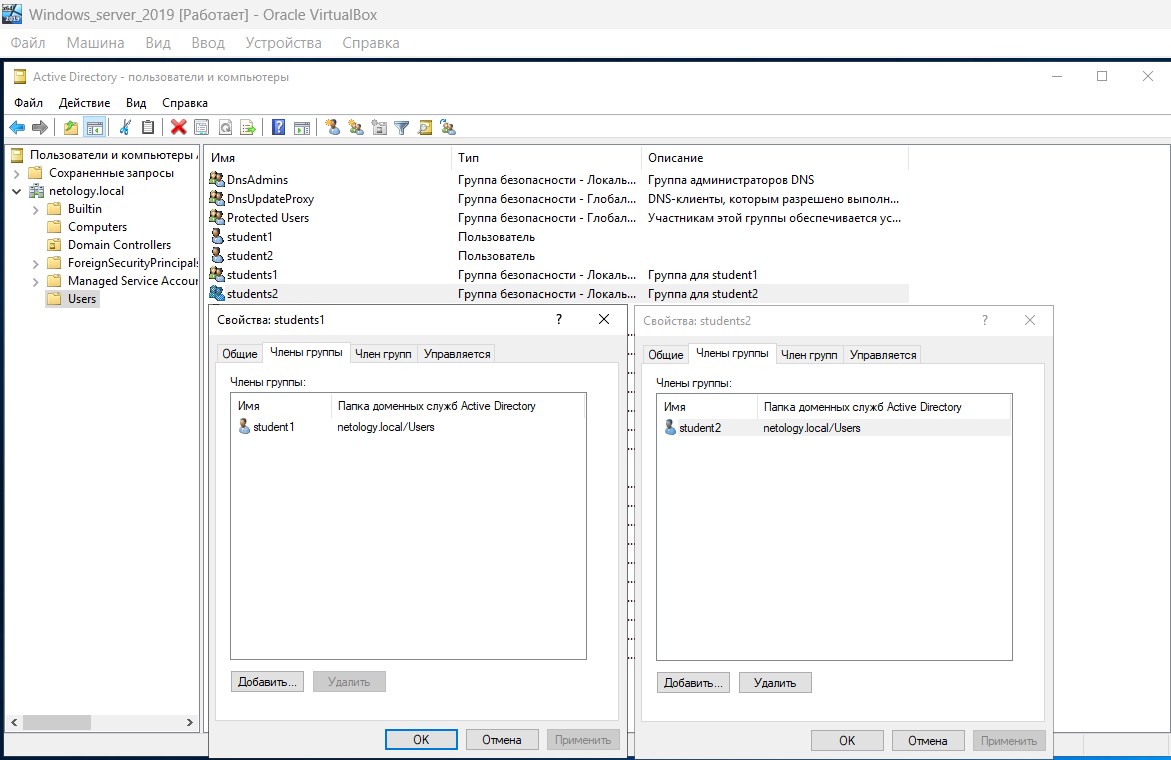 Windows_server_2019 [Работает] - Oracle VirtualBox
Файл Машина Вид Ввод Устройства Справка
Active Directory - пользователи и компьютеры
Файл Действие Вид Справка
Пользователи и компьютеры
Сохраненные запросы
netology.local
Builtin
Computers
Domain Controllers
ForeignSecurityPrincipals
Managed Service Accour
Users
Имя Тип Описание
DnsAdmins Группа безопасности - Локаль... Группа администраторов DNS
DnsUpdateProxy Группа безопасности - Глобал... DNS-клиенты, которым разрешено выполн...
Protected Users Группа безопасности - Глобал... Участникам этой группы обеспечивается ус...
student1 Пользователь
student2 Пользователь
students1 Группа безопасности - Локаль... Группа для student1
students2 Группа безопасности - Локаль... Группа для student2
Свойства: students1 ?
Общие Члены группы Член групп Управляется
Члены группы:
Имя Папка доменных служб Active Directory
student1 netology.local/Users
Добавить... Удалить
OK Отмена Применить
Свойства: students2 ?
Общие Члены группы Член групп Управляется
Члены группы:
Имя Папка доменных служб Active Directory
student2 netology.local/Users
Добавить... Удалить
OK Отмена Применить